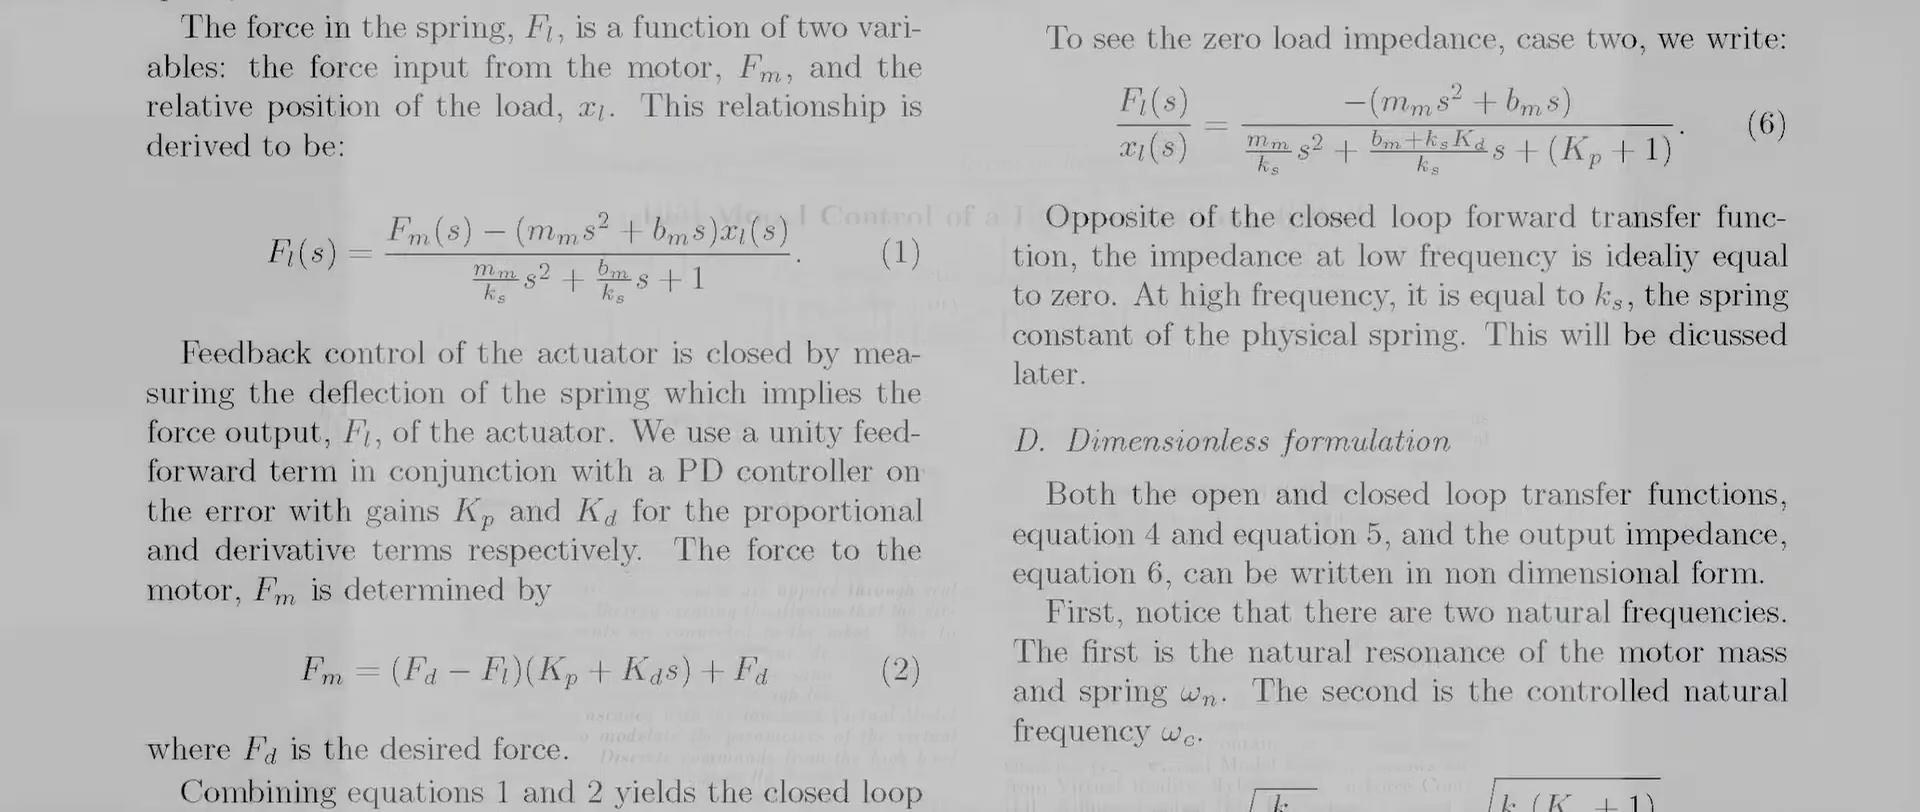 The force in the spring, F_l, is a function of two vari-
ables: the force input from the motor, F_m, and the
relative position of the load, x_l. This relationship is
derived to be:
F_l(s) = \frac{F_m(s) − (m_m s^2 + b_m s)x_l(s)}{\frac{m_m}{k_s} s^2 + \frac{b_m}{k_s} s + 1}. (1)
Feedback control of the actuator is closed by mea-
suring the deflection of the spring which implies the
force output, F_l, of the actuator. We use a unity feed-
forward term in conjunction with a PD controller on
the error with gains K_p and K_d for the proportional
and derivative terms respectively. The force to the
motor, F_m is determined by
F_m = (F_d − F_l)(K_p + K_d s) + F_d (2)
where F_d is the desired force.
Combining equations 1 and 2 yields the closed loop
To see the zero load impedance, case two, we write:
\frac{F_l(s)}{x_l(s)} = \frac{−(m_m s^2 + b_m s)}{\frac{m_m}{k_s} s^2 + \frac{b_m+k_s K_d}{k_s} s + (K_p + 1)}. (6)
Opposite of the closed loop forward transfer func-
tion, the impedance at low frequency is idealiy equal
to zero. At high frequency, it is equal to k_s, the spring
constant of the physical spring. This will be dicussed
later.
D. Dimensionless formulation
Both the open and closed loop transfer functions,
equation 4 and equation 5, and the output impedance,
equation 6, can be written in non dimensional form.
First, notice that there are two natural frequencies.
The first is the natural resonance of the motor mass
and spring ω_n. The second is the controlled natural
frequency ω_c.